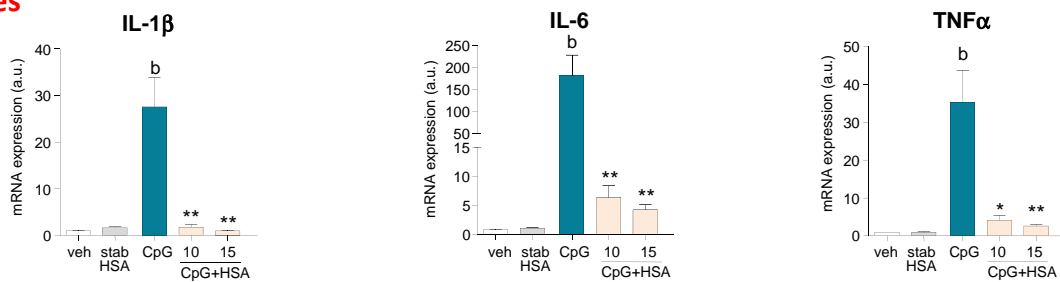 es
IL-1β
mRNA expression (a.u.)
40
30
20
10
0
b
**
**
veh
stab
HSA
CpG
10
15
CpG+HSA
IL-6
mRNA expression (a.u.)
250
200
150
100
50
15
10
5
0
b
**
**
veh
stab
HSA
CpG
10
15
CpG+HSA
TNFα
mRNA expression (a.u.)
50
40
30
20
10
0
b
*
**
veh
stab
HSA
CpG
10
15
CpG+HSA